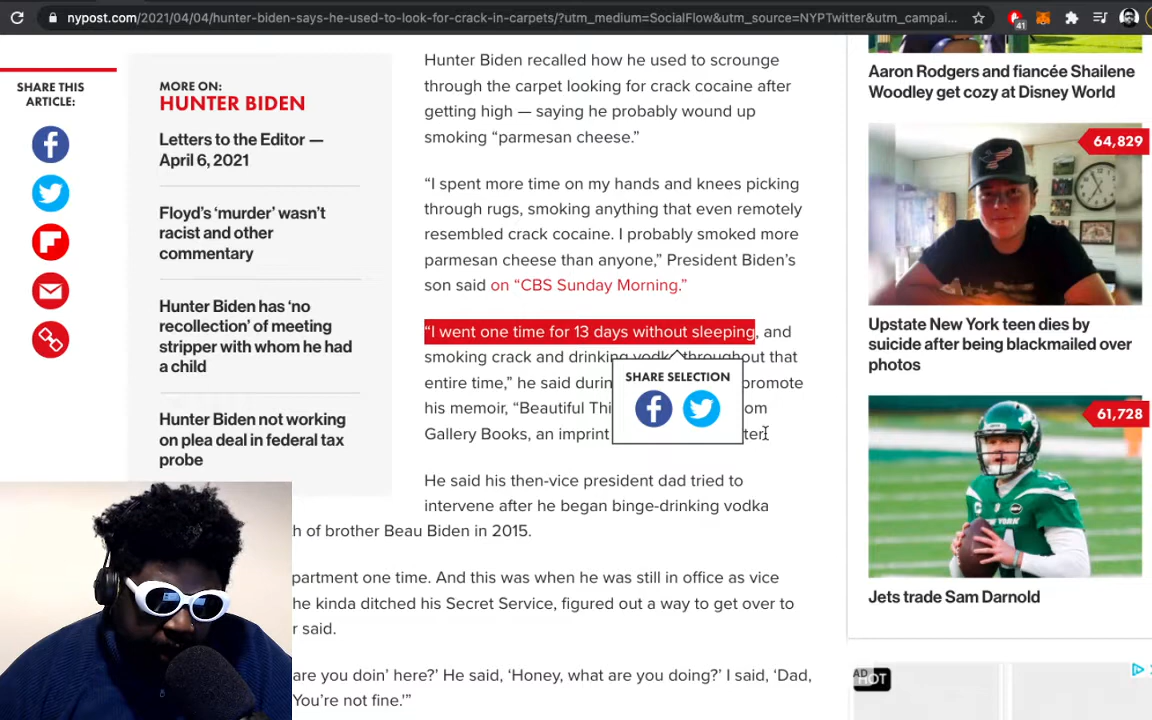 nypost.com/2021/04/04/hunter-biden-says-he-used-to-look-for-crack-in-carpets/?utm_medium=SocialFlow&utm_source=NYPTwitter&utm_campai...
41
SHARE THIS
ARTICLE:
MORE ON:
HUNTER BIDEN
Letters to the Editor —
April 6, 2021
Floyd’s ‘murder’ wasn’t
racist and other
commentary
Hunter Biden has ‘no
recollection’ of meeting
stripper with whom he had
a child
Hunter Biden not working
on plea deal in federal tax
probe
Hunter Biden recalled how he used to scrounge
through the carpet looking for crack cocaine after
getting high — saying he probably wound up
smoking “parmesan cheese.”
“I spent more time on my hands and knees picking
through rugs, smoking anything that even remotely
resembled crack cocaine. I probably smoked more
parmesan cheese than anyone,” President Biden’s
son said on “CBS Sunday Morning.”
“I went one time for 13 days without sleeping, and
smoking crack and drinking vodka throughout that
entire time,” he said durin promote
his memoir, “Beautiful Thi om
Gallery Books, an imprint ter.
SHARE SELECTION
He said his then-vice president dad tried to
intervene after he began binge-drinking vodka
h of brother Beau Biden in 2015.
partment one time. And this was when he was still in office as vice
he kinda ditched his Secret Service, figured out a way to get over to
r said.
are you doin’ here?’ He said, ‘Honey, what are you doing?’ I said, ‘Dad,
You’re not fine.’”
Aaron Rodgers and fiancée Shailene
Woodley get cozy at Disney World
64,829
Upstate New York teen dies by
suicide after being blackmailed over
photos
61,728
NEW YORK
Jets trade Sam Darnold
AD
HOT